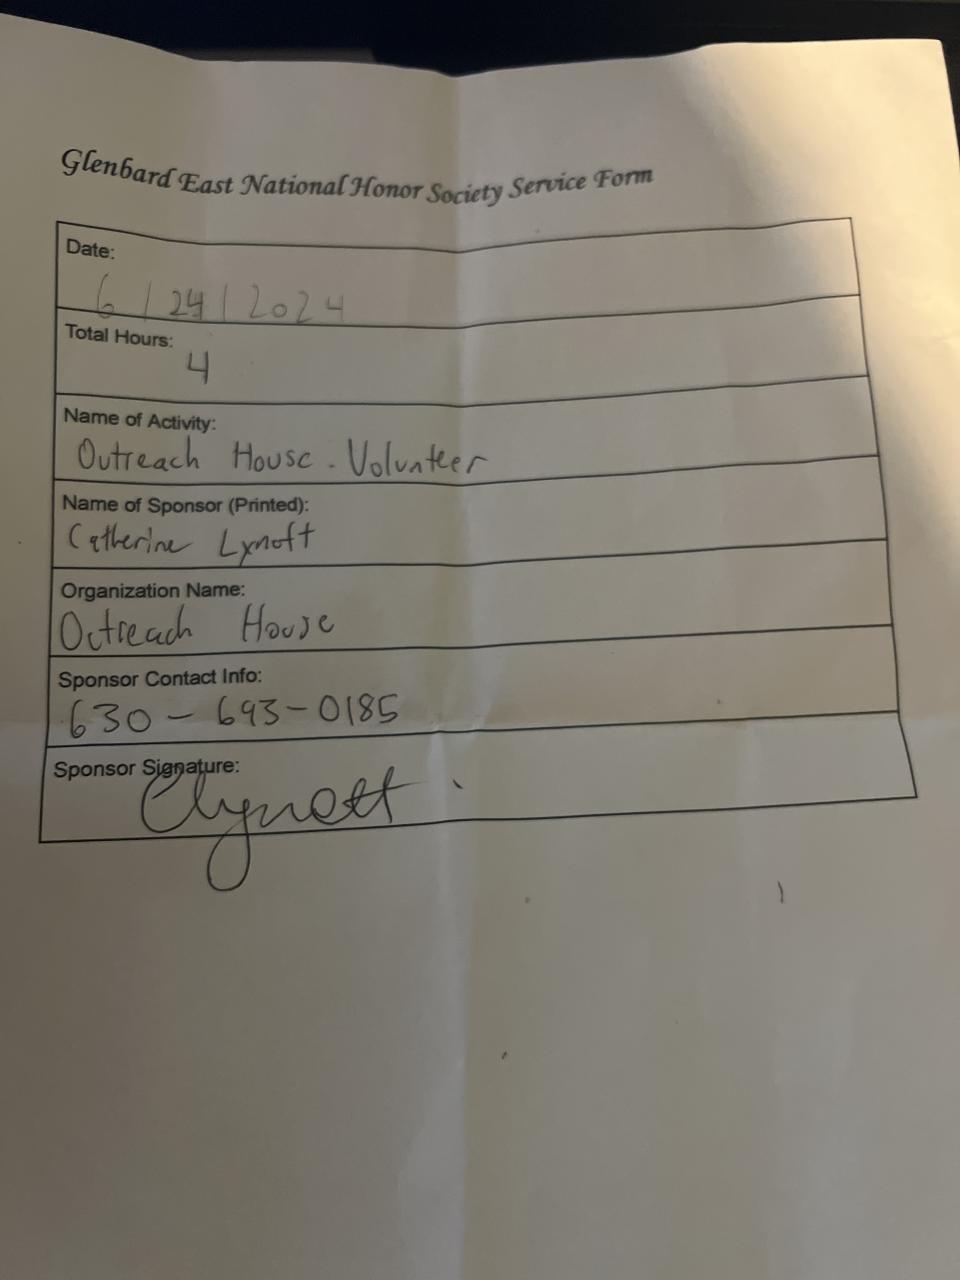 Glenbard East National Honor Society Service Form
Date:
6/24/2024
Total Hours:
4
Name of Activity:
Outreach House - Volunteer
Name of Sponsor (Printed):
Catherine Lynott
Organization Name:
Outreach House
Sponsor Contact Info:
630-693-0185
Sponsor Signature:
Clynott